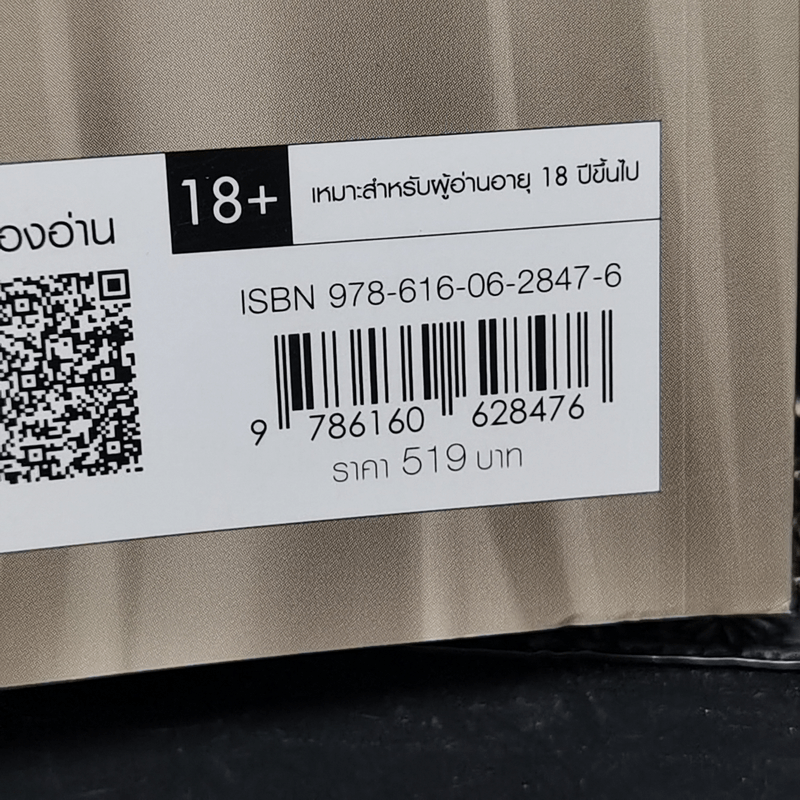 18+ เหมาะสำหรับผู้อ่านอายุ 18 ปีขึ้นไป
องอ่าน
ISBN 978-616-06-2847-6
9 786160 628476
ราคา 519 บาท